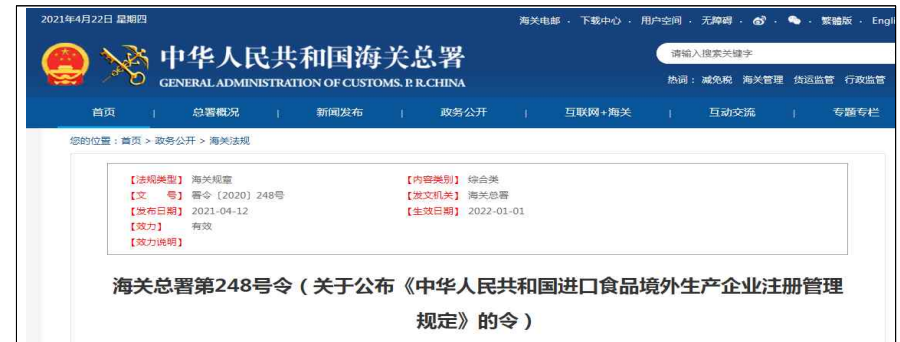 2021年4月22日 星期四
海关电邮 · 下载中心 · 用户空间 · 无障碍 · · · 繁體版 · Engli
中华人民共和国海关总署
GENERAL ADMINISTRATION OF CUSTOMS. P. R.CHINA
请输入搜索关键字
热词： 减免税 海关管理 货运监管 行政监管
首页 | 总署概况 | 新闻发布 | 政务公开 | 互联网+海关 | 互动交流 | 专题专栏
您的位置：首页 > 政务公开 > 海关法规
【法规类型】 海关规章 【内容类别】 综合类
【文 号】 署令〔2020〕248号 【发文机关】 海关总署
【发布日期】 2021-04-12 【生效日期】 2022-01-01
【效力】 有效
【效力说明】
海关总署第248号令（关于公布《中华人民共和国进口食品境外生产企业注册管理
规定》的令）